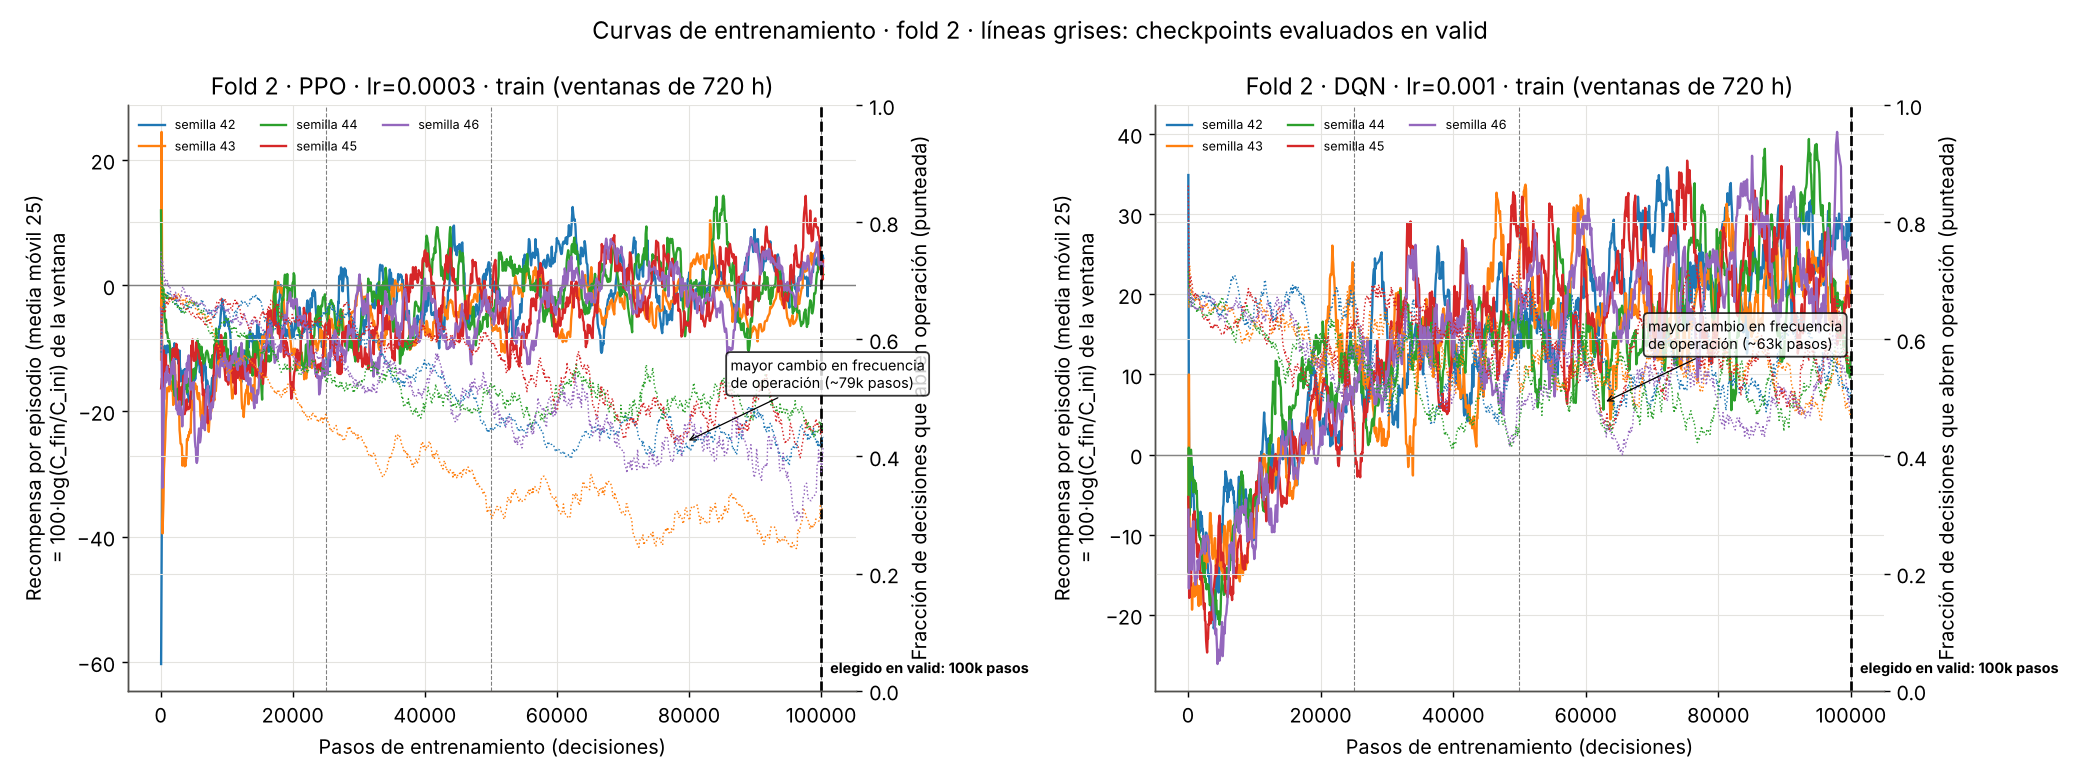 Curvas de entrenamiento · fold 2 · líneas grises: checkpoints evaluados en valid
Fold 2 · PPO · lr=0.0003 · train (ventanas de 720 h)
semilla 42
semilla 43
semilla 44
semilla 45
semilla 46
Recompensa por episodio (media móvil 25)
= 100·log(C_fin/C_ini) de la ventana
20
0
−20
−40
−60
1.0
0.8
0.6
0.4
0.2
0.0
Fracción de decisiones que abren operación (punteada)
mayor cambio en frecuencia
de operación (~79k pasos)
elegido en valid: 100k pasos
0
20000
40000
60000
80000
100000
Pasos de entrenamiento (decisiones)
Fold 2 · DQN · lr=0.001 · train (ventanas de 720 h)
semilla 42
semilla 43
semilla 44
semilla 45
semilla 46
Recompensa por episodio (media móvil 25)
= 100·log(C_fin/C_ini) de la ventana
40
30
20
10
0
−10
−20
1.0
0.8
0.6
0.4
0.2
0.0
Fracción de decisiones que abren operación (punteada)
mayor cambio en frecuencia
de operación (~63k pasos)
elegido en valid: 100k pasos
0
20000
40000
60000
80000
100000
Pasos de entrenamiento (decisiones)